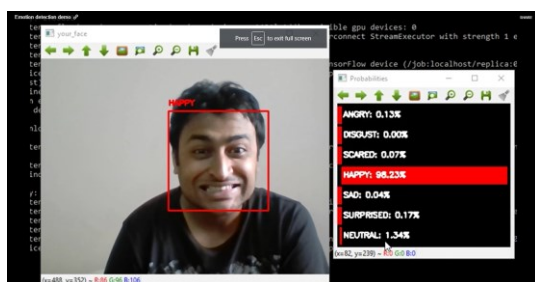 Emotion detection demo
ible gpu devices: 0
your_face
Press Esc to exit full screen
rconnect StreamExecutor with strength 1 e
nsorFlow device (/job:localhost/replica:0
Probabilities
HAPPY
ANGRY: 0.13%
DISGUST: 0.00%
SCARED: 0.07%
HAPPY: 98.23%
SAD: 0.04%
SURPRISED: 0.17%
NEUTRAL: 1.34%
(x=82, y=239) ~ R:0 G:0 B:0
(x=488, y=352) ~ R:86 G:96 B:106